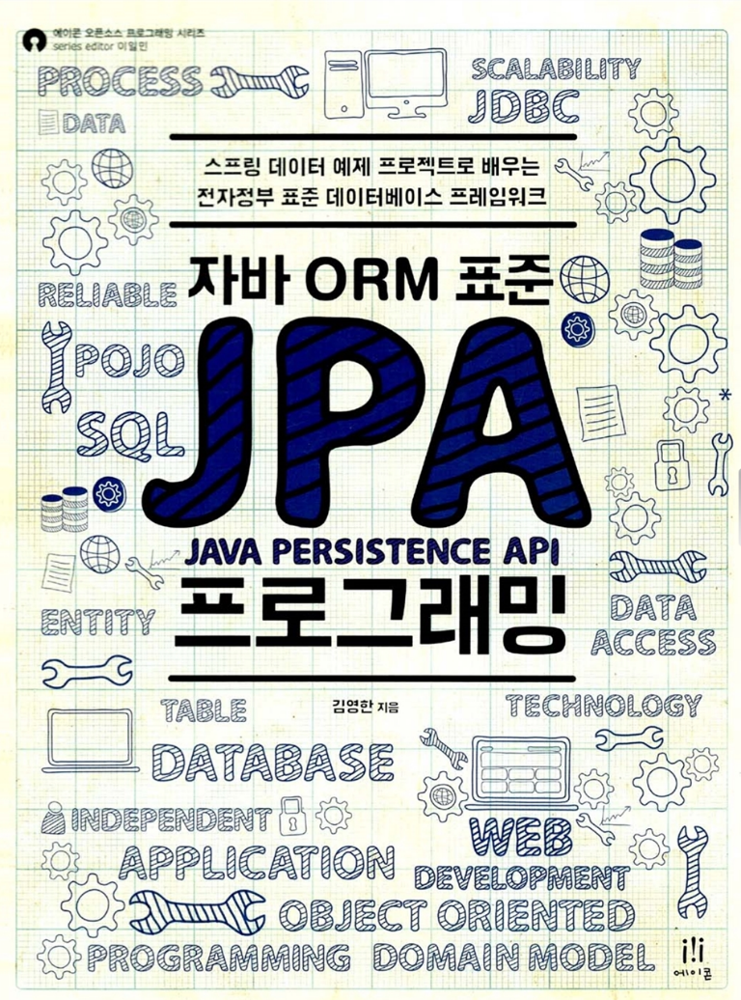 에이콘 오픈소스 프로그래밍 시리즈
series editor 이일민
PROCESS
SCALABILITY
JDBC
DATA
스프링 데이터 예제 프로젝트로 배우는
전자정부 표준 데이터베이스 프레임워크
자바 ORM 표준
RELIABLE
POJO
SQL
JPA
JAVA PERSISTENCE API
프로그래밍
ENTITY
DATA
ACCESS
김영한 지음
TABLE
TECHNOLOGY
DATABASE
INDEPENDENT
WEB
APPLICATION
DEVELOPMENT
OBJECT ORIENTED
PROGRAMMING DOMAIN MODEL
에이콘